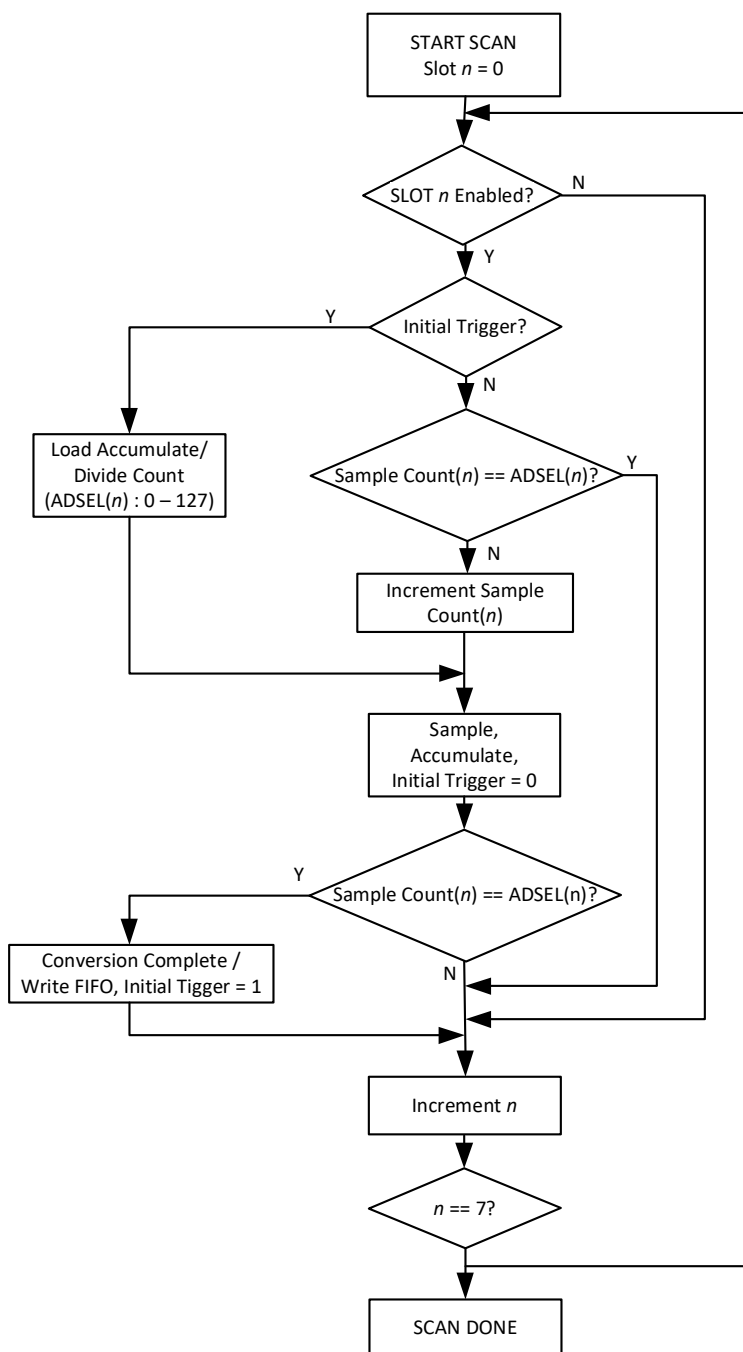 START SCAN
Slot n = 0
SLOT n Enabled?
N
Y
Initial Trigger?
Y
N
Load Accumulate/
Divide Count
(ADSEL(n) : 0 – 127)
Sample Count(n) == ADSEL(n)?
Y
N
Increment Sample
Count(n)
Sample,
Accumulate,
Initial Trigger = 0
Y
Sample Count(n) == ADSEL(n)?
Conversion Complete /
Write FIFO, Initial Tigger = 1
N
Increment n
n == 7?
SCAN DONE